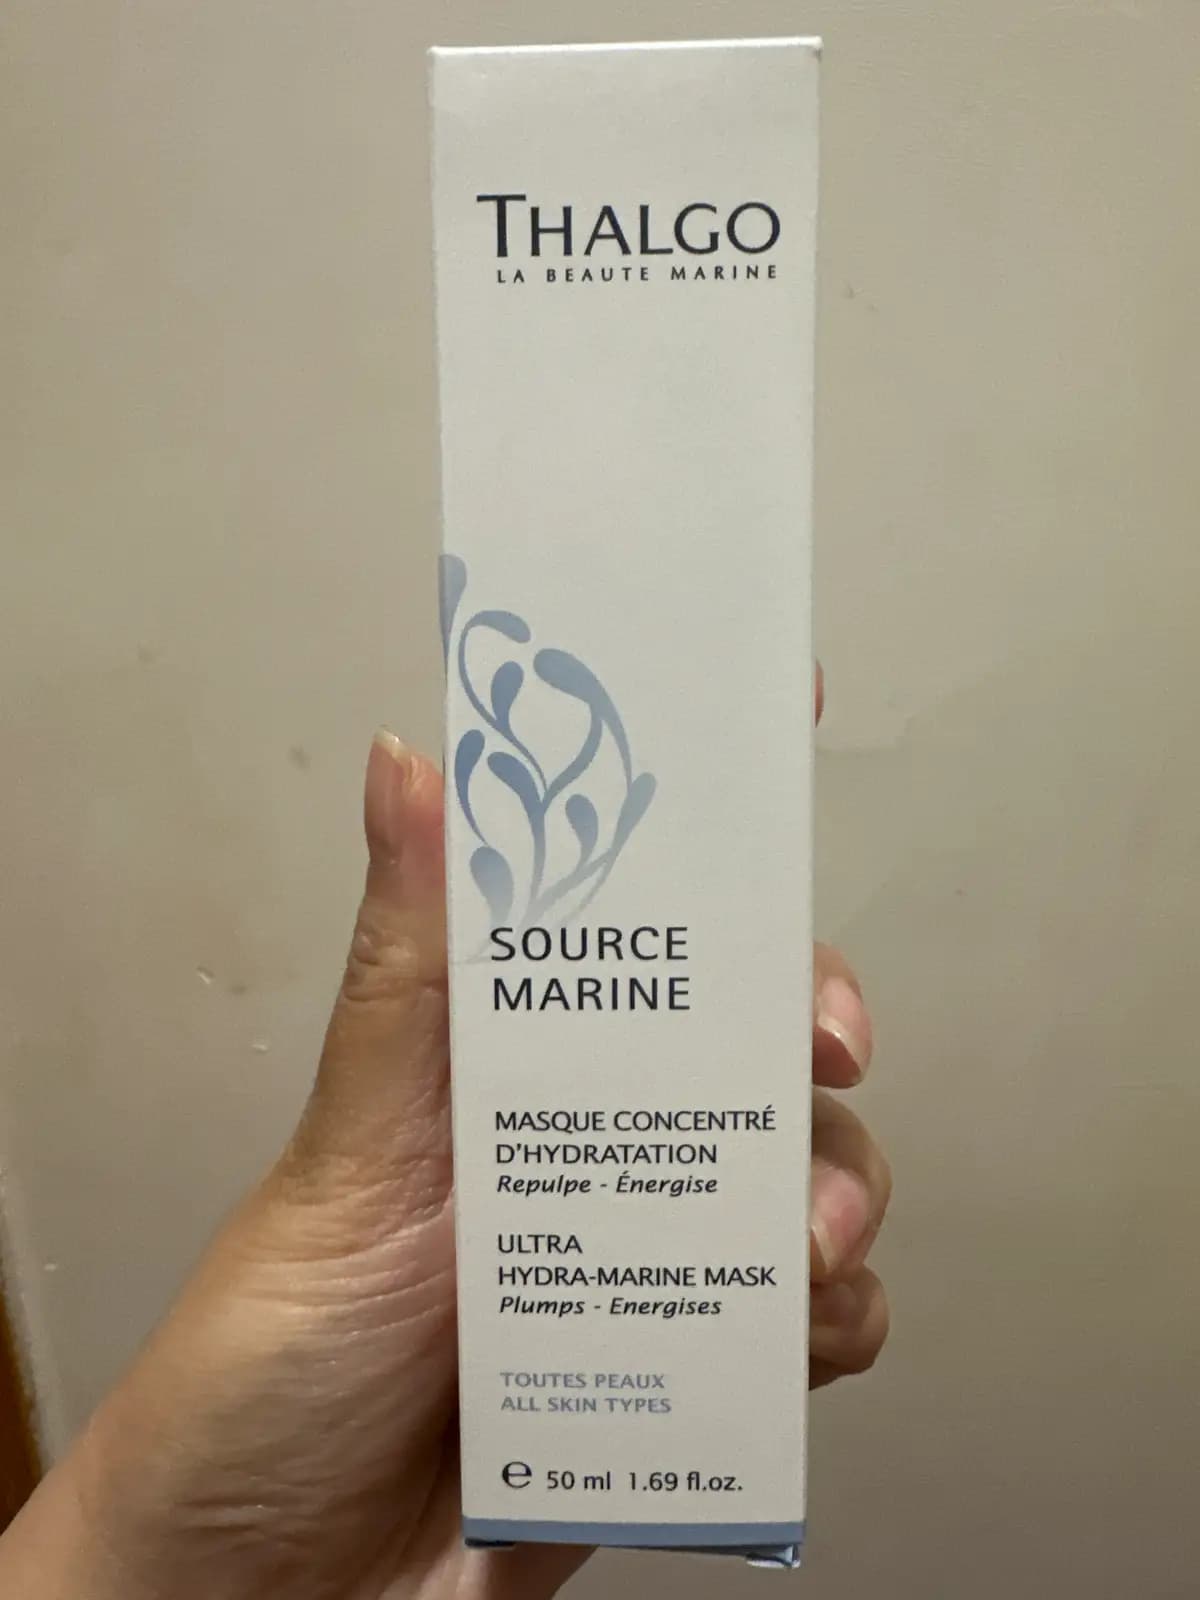 THALGO
LA BEAUTE MARINE
SOURCE
MARINE
MASQUE CONCENTRÉ
D'HYDRATATION
Repulpe - Énergise
ULTRA
HYDRA-MARINE MASK
Plumps - Energises
TOUTES PEAUX
ALL SKIN TYPES
℮ 50 ml 1.69 fl.oz.